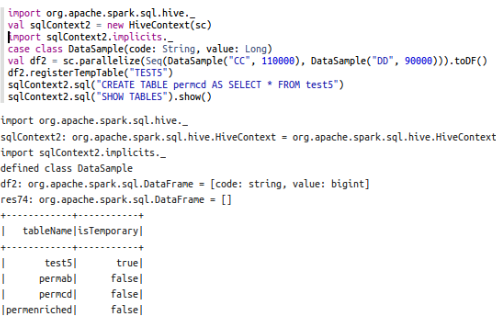 import org.apache.spark.sql.hive._
val sqlContext2 = new HiveContext(sc)
import sqlContext2.implicits._
case class DataSample(code: String, value: Long)
val df2 = sc.parallelize(Seq(DataSample("CC", 110000), DataSample("DD", 90000))).toDF()
df2.registerTempTable("TEST5")
sqlContext2.sql("CREATE TABLE permcd AS SELECT * FROM test5")
sqlContext2.sql("SHOW TABLES").show()
import org.apache.spark.sql.hive._
sqlContext2: org.apache.spark.sql.hive.HiveContext = org.apache.spark.sql.hive.HiveContext
import sqlContext2.implicits._
defined class DataSample
df2: org.apache.spark.sql.DataFrame = [code: string, value: bigint]
res74: org.apache.spark.sql.DataFrame = []
+------------+-----------+
|   tableName|isTemporary|
+------------+-----------+
|       test5|       true|
|      permab|      false|
|      permcd|      false|
|permenriched|      false|